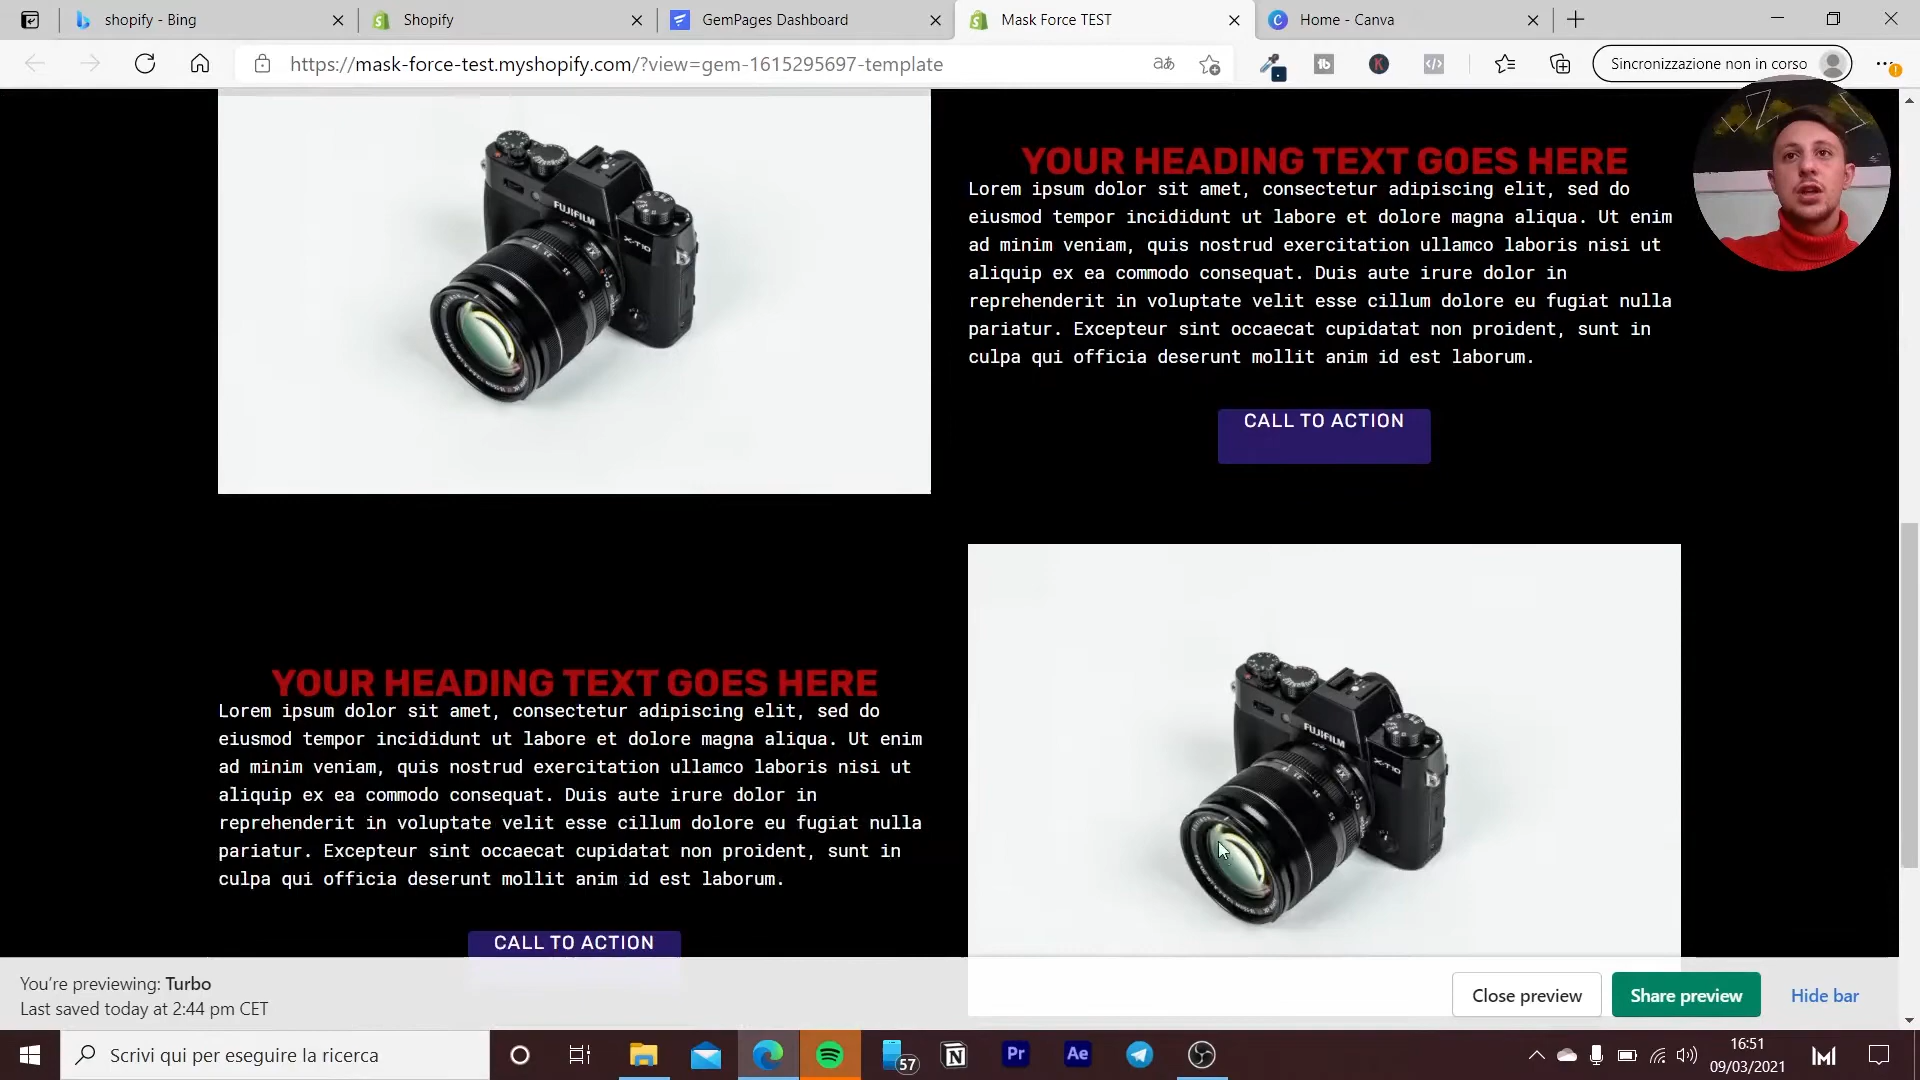 shopify - Bing
Shopify
GemPages Dashboard
Mask Force TEST
Home - Canva
https://mask-force-test.myshopify.com/?view=gem-1615295697-template
Sincronizzazione non in corso
FUJIFILM
X-T10
YOUR HEADING TEXT GOES HERE
Lorem ipsum dolor sit amet, consectetur adipiscing elit, sed do
eiusmod tempor incididunt ut labore et dolore magna aliqua. Ut enim
ad minim veniam, quis nostrud exercitation ullamco laboris nisi ut
aliquip ex ea commodo consequat. Duis aute irure dolor in
reprehenderit in voluptate velit esse cillum dolore eu fugiat nulla
pariatur. Excepteur sint occaecat cupidatat non proident, sunt in
culpa qui officia deserunt mollit anim id est laborum.
CALL TO ACTION
YOUR HEADING TEXT GOES HERE
Lorem ipsum dolor sit amet, consectetur adipiscing elit, sed do
eiusmod tempor incididunt ut labore et dolore magna aliqua. Ut enim
ad minim veniam, quis nostrud exercitation ullamco laboris nisi ut
aliquip ex ea commodo consequat. Duis aute irure dolor in
reprehenderit in voluptate velit esse cillum dolore eu fugiat nulla
pariatur. Excepteur sint occaecat cupidatat non proident, sunt in
culpa qui officia deserunt mollit anim id est laborum.
CALL TO ACTION
FUJIFILM
X-T10
You're previewing: Turbo
Last saved today at 2:44 pm CET
Close preview
Share preview
Hide bar
Scrivi qui per eseguire la ricerca
57
Pr
Ae
16:51
09/03/2021